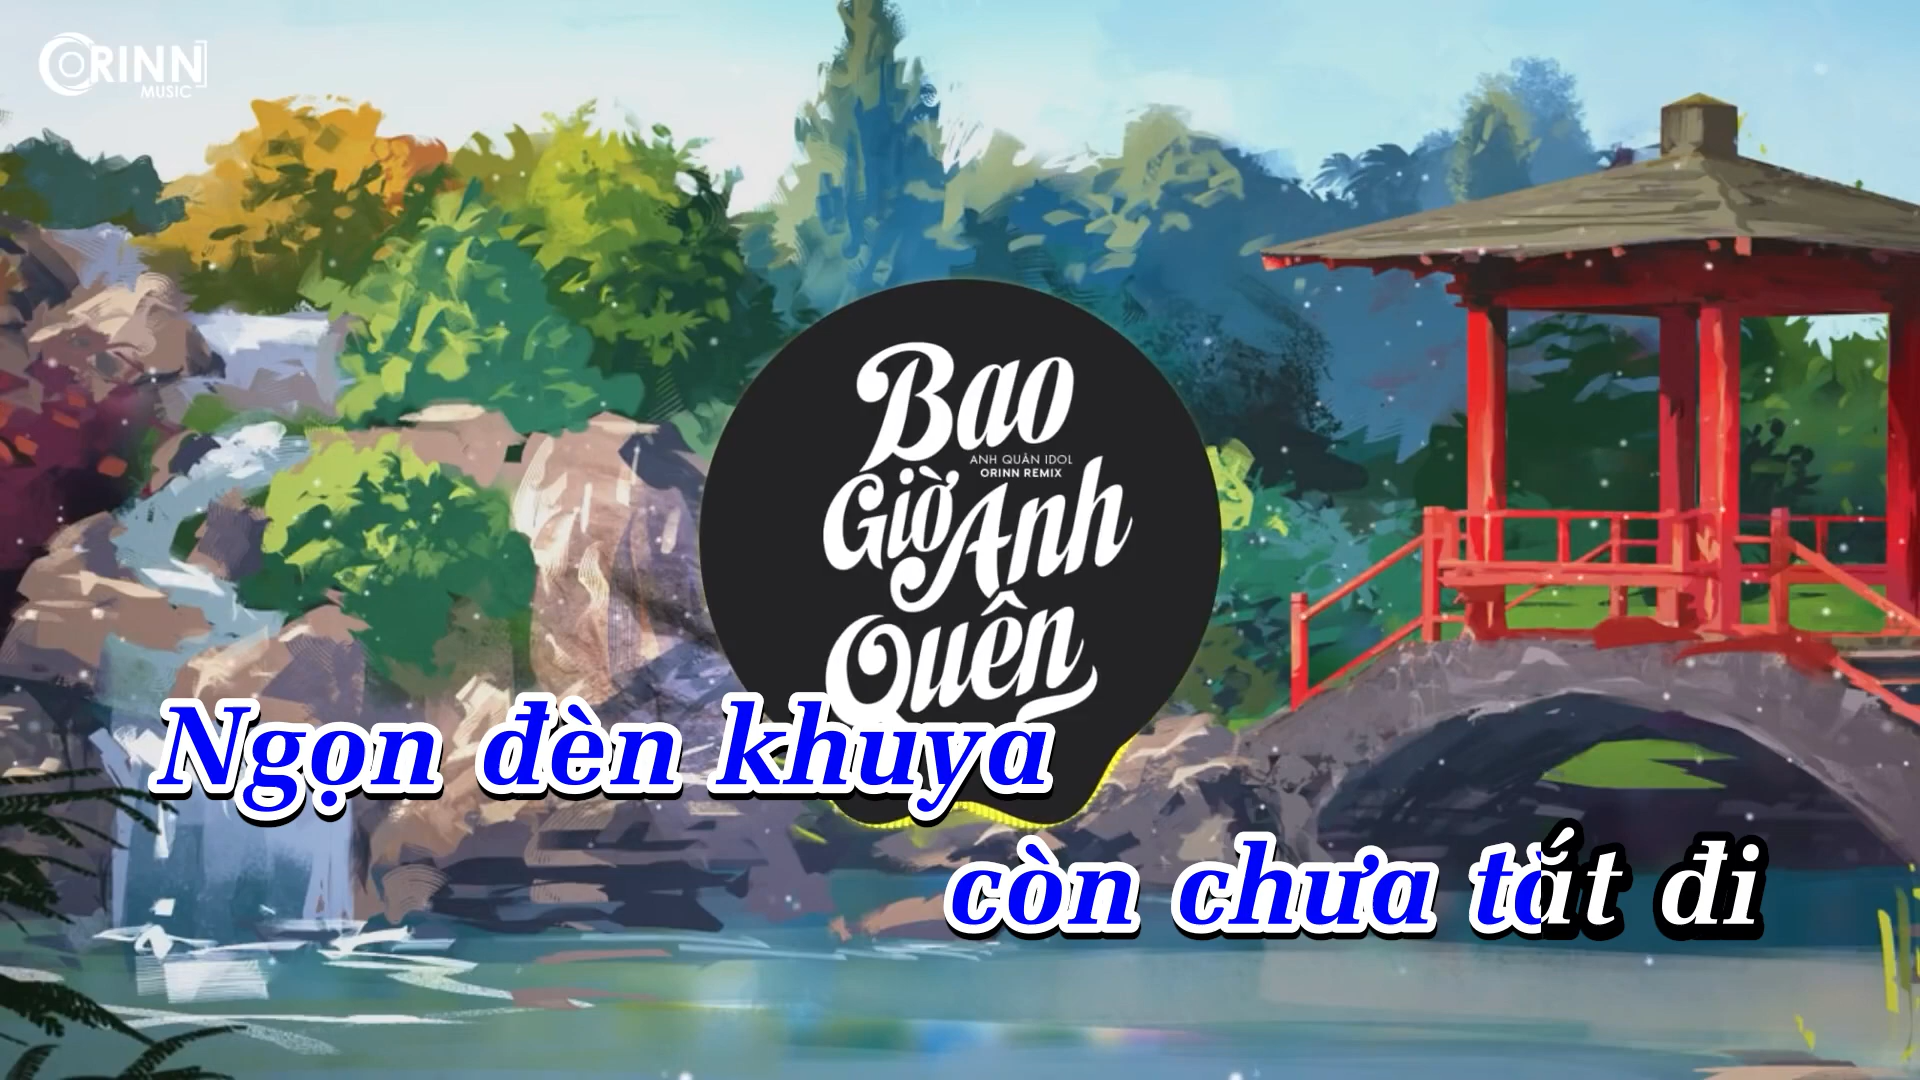 ORINN
MUSIC
Bao
ANH QUÂN IDOL
ORINN REMIX
Giờ Anh
Quên
Ngọn đèn khuya
còn chưa tắt đi